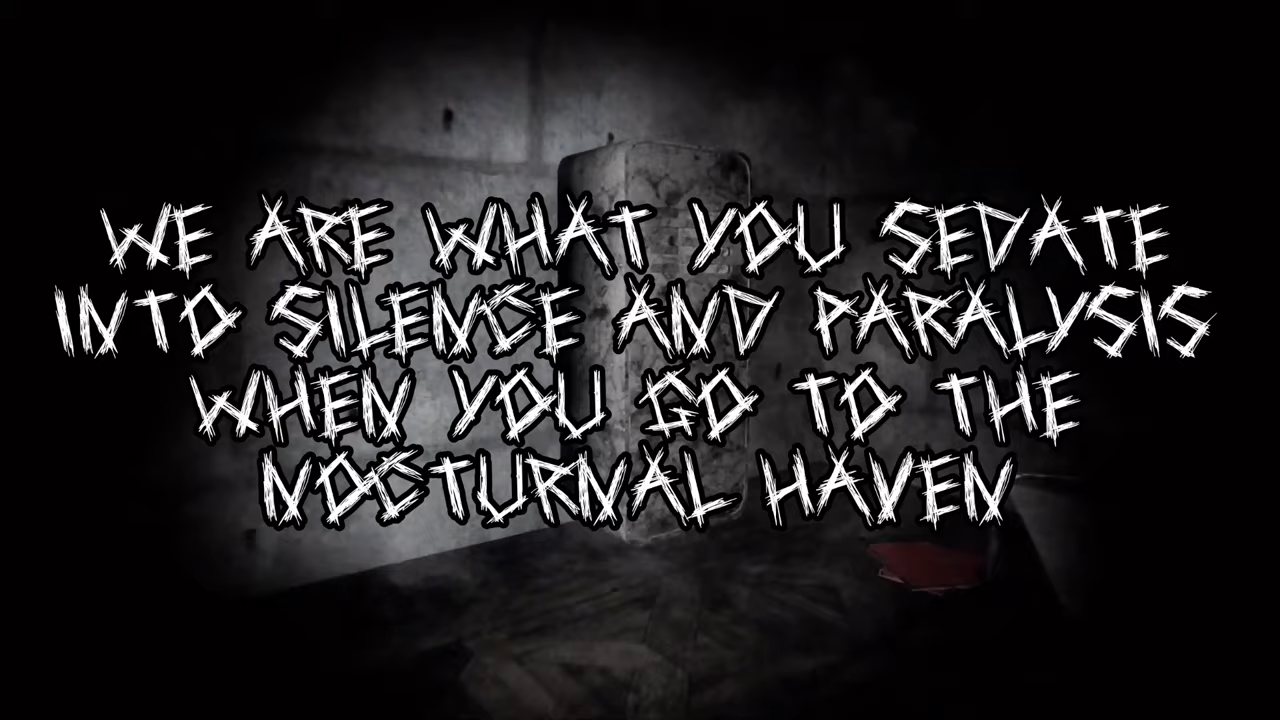 WE ARE WHAT YOU SEDATE
INTO SILENCE AND PARALYSIS
WHEN YOU GO TO THE
NOCTURNAL HAVEN